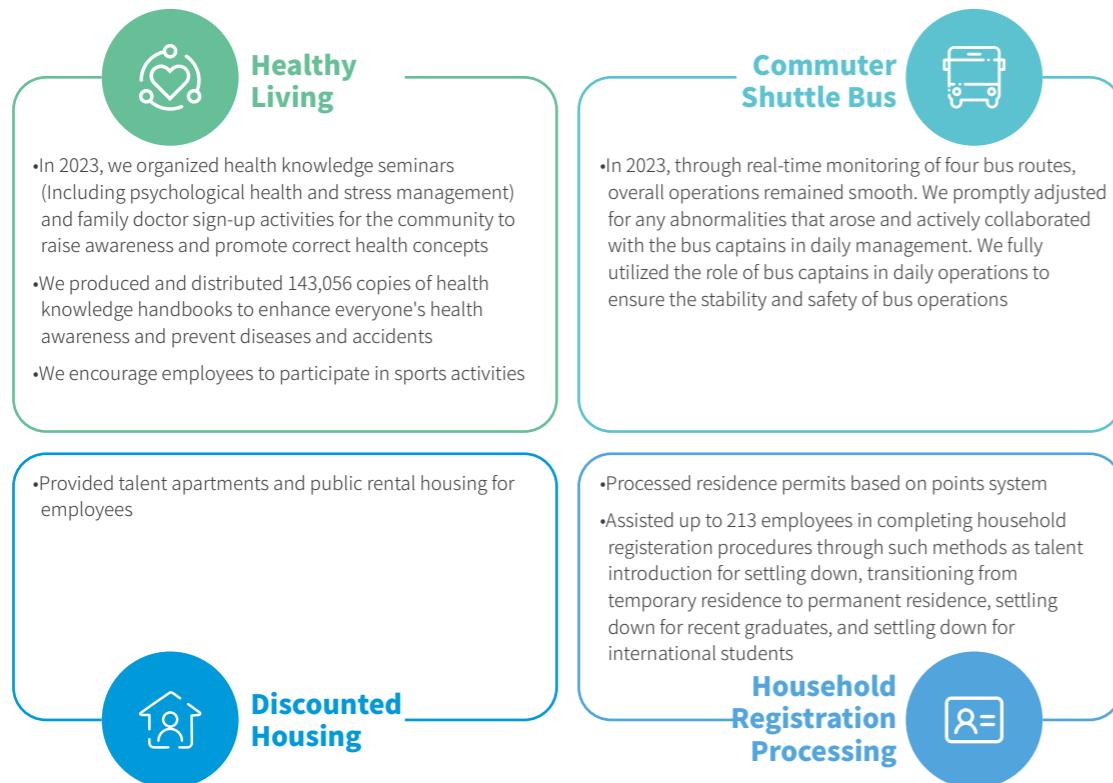 Healthy
Living
•In 2023, we organized health knowledge seminars
(Including psychological health and stress management)
and family doctor sign-up activities for the community to
raise awareness and promote correct health concepts
•We produced and distributed 143,056 copies of health
knowledge handbooks to enhance everyone's health
awareness and prevent diseases and accidents
•We encourage employees to participate in sports activities
Commuter
Shuttle Bus
•In 2023, through real-time monitoring of four bus routes,
overall operations remained smooth. We promptly adjusted
for any abnormalities that arose and actively collaborated
with the bus captains in daily management. We fully
utilized the role of bus captains in daily operations to
ensure the stability and safety of bus operations
•Provided talent apartments and public rental housing for
employees
Discounted
Housing
•Processed residence permits based on points system
•Assisted up to 213 employees in completing household
registeration procedures through such methods as talent
introduction for settling down, transitioning from
temporary residence to permanent residence, settling
down for recent graduates, and settling down for
international students
Household
Registration
Processing